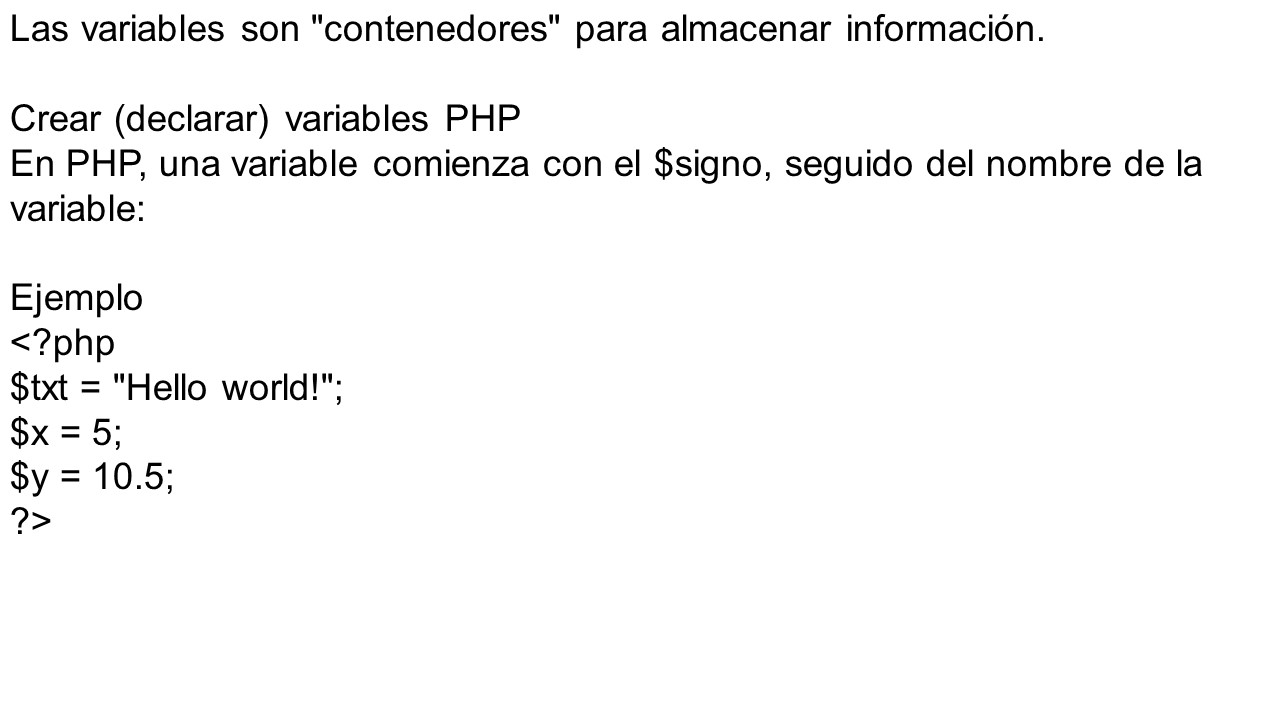 Las variables son "contenedores" para almacenar información.
Crear (declarar) variables PHP
En PHP, una variable comienza con el $signo, seguido del nombre de la
variable:
Ejemplo
<?php
$txt = "Hello world!";
$x = 5;
$y = 10.5;
?>